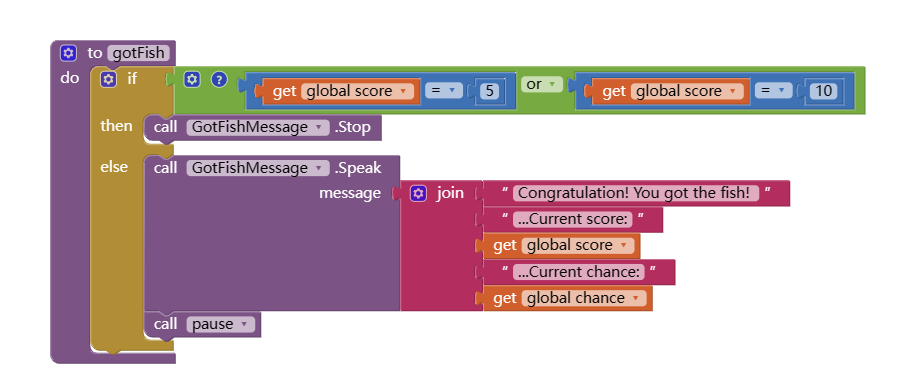 to gotFish
do if get global score = 5 or get global score = 10
then call GotFishMessage .Stop
else call GotFishMessage .Speak
message join " Congratulation! You got the fish! "
" ...Current score: "
get global score
" ...Current chance: "
get global chance
call pause